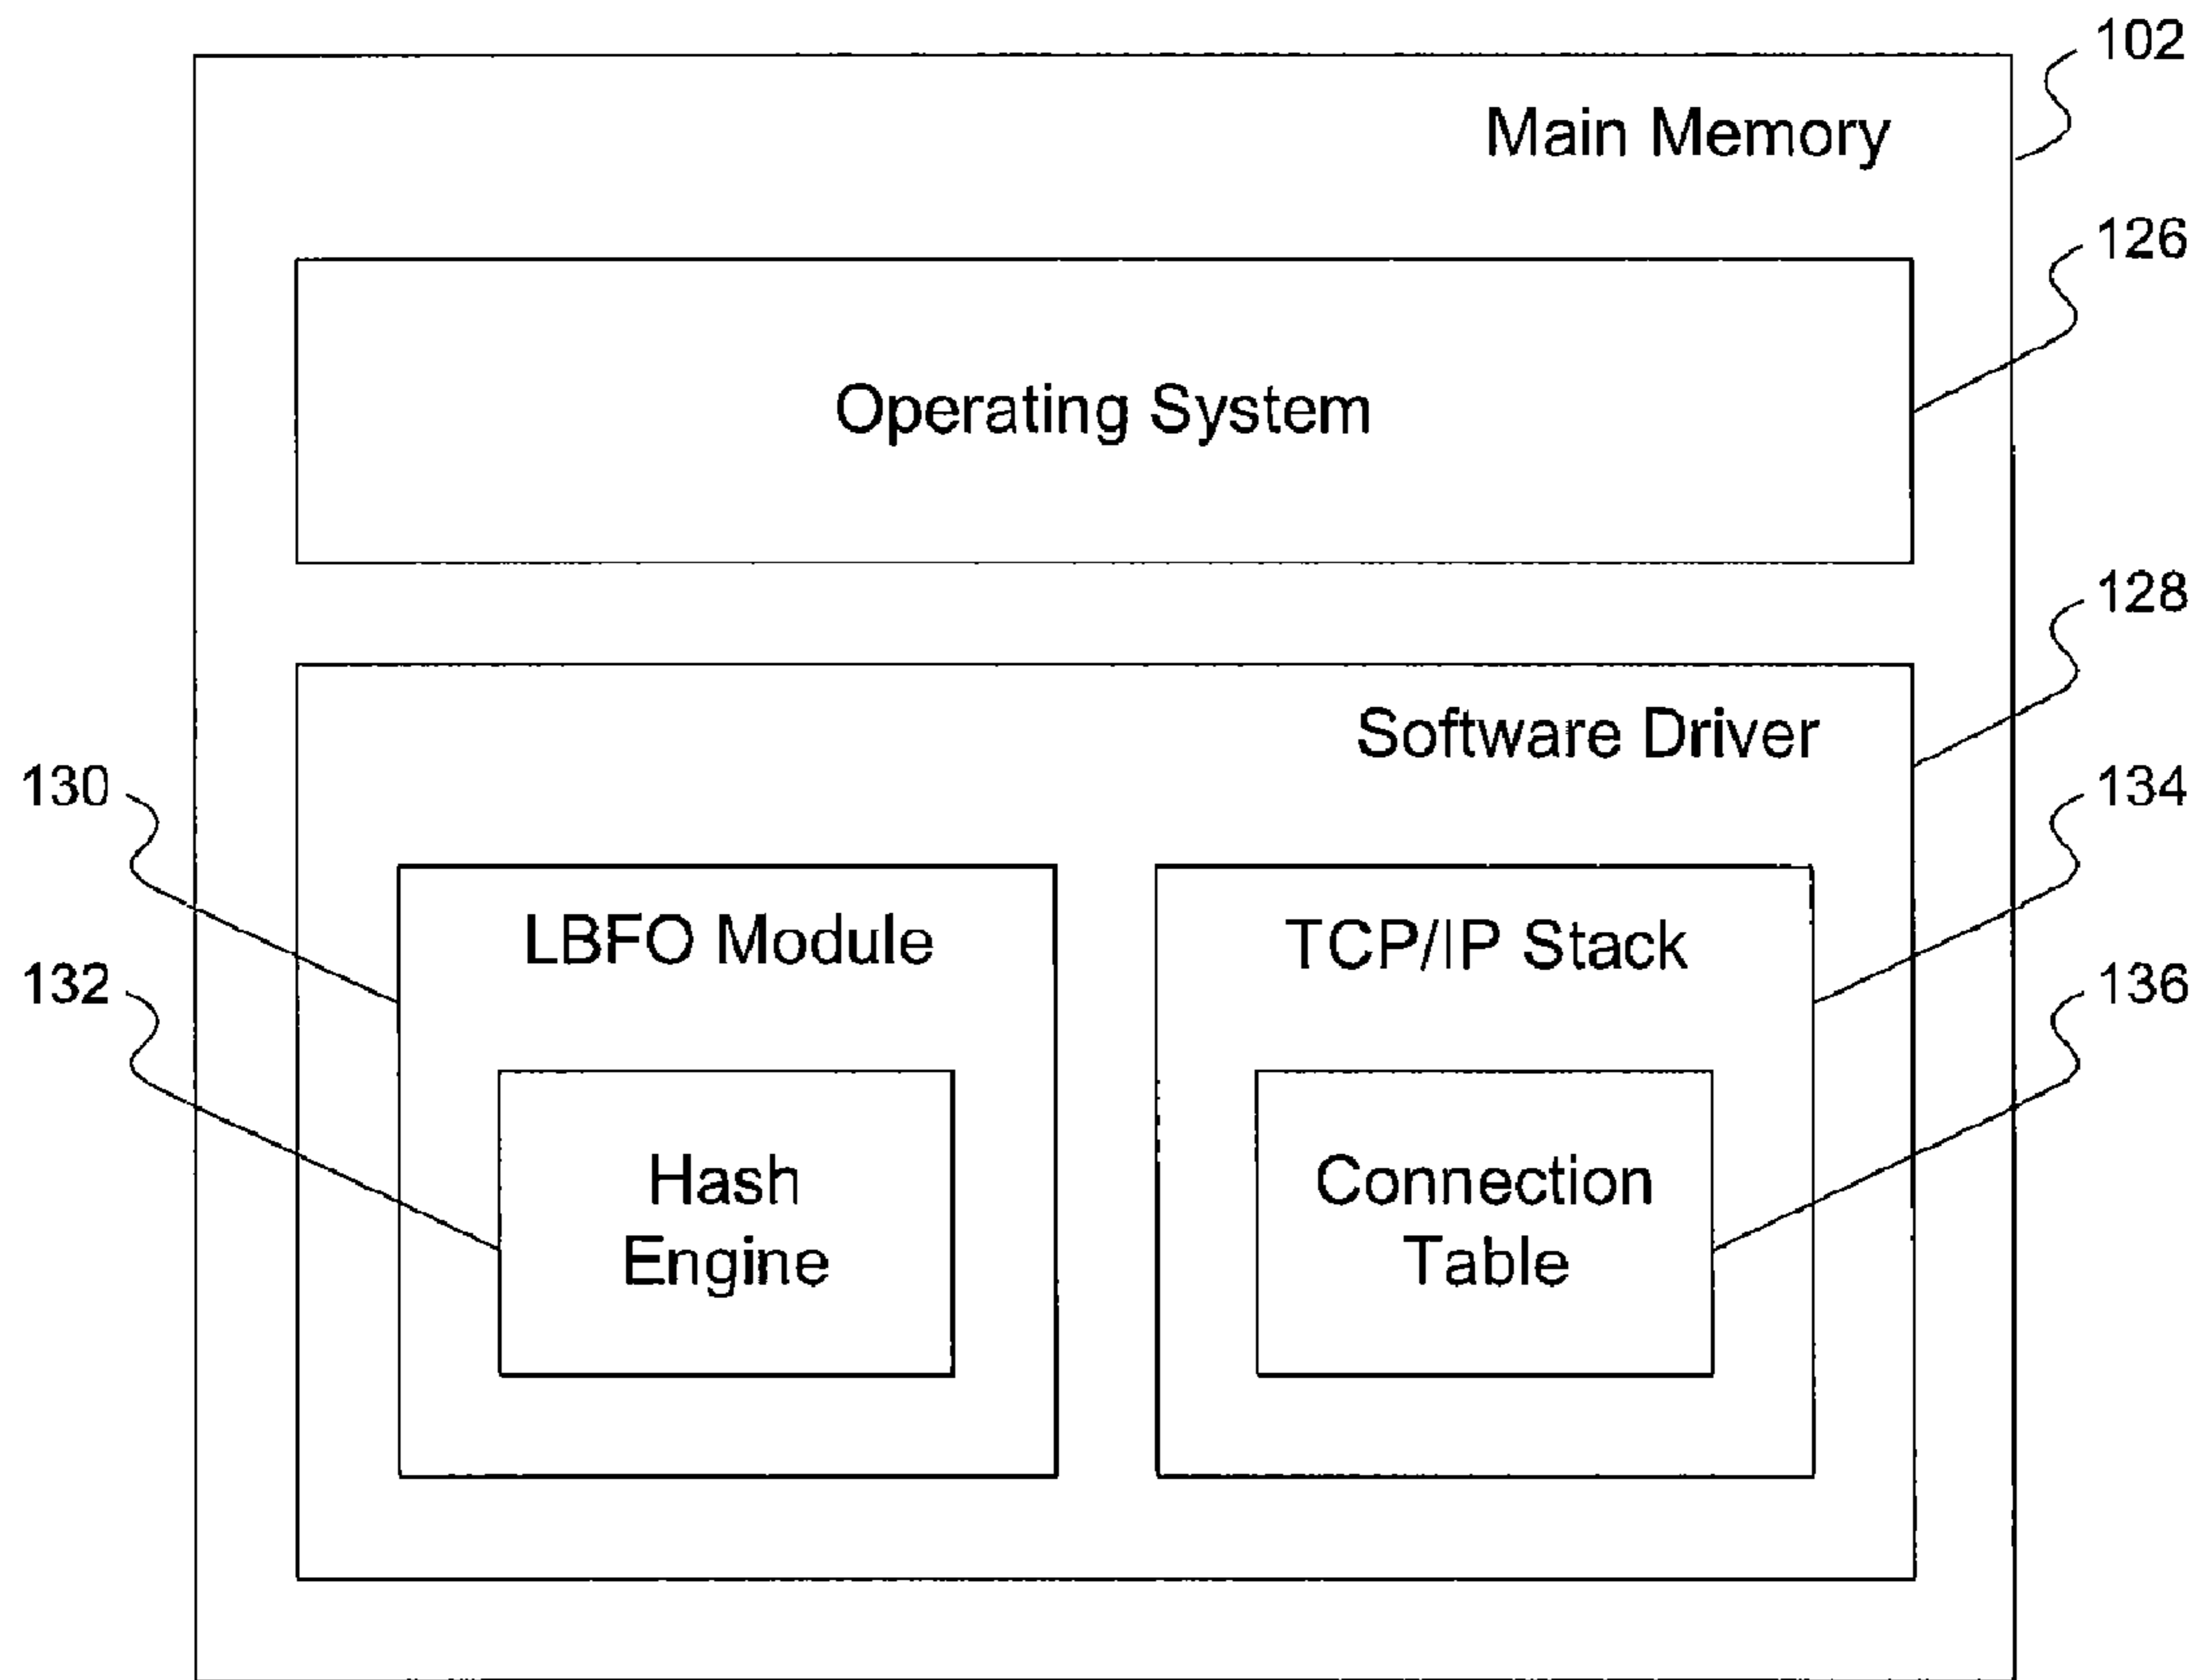 102
Main Memory
126
Operating System
128
Software Driver
130
134
LBFO Module
TCP/IP Stack
132
136
Hash
Engine
Connection
Table